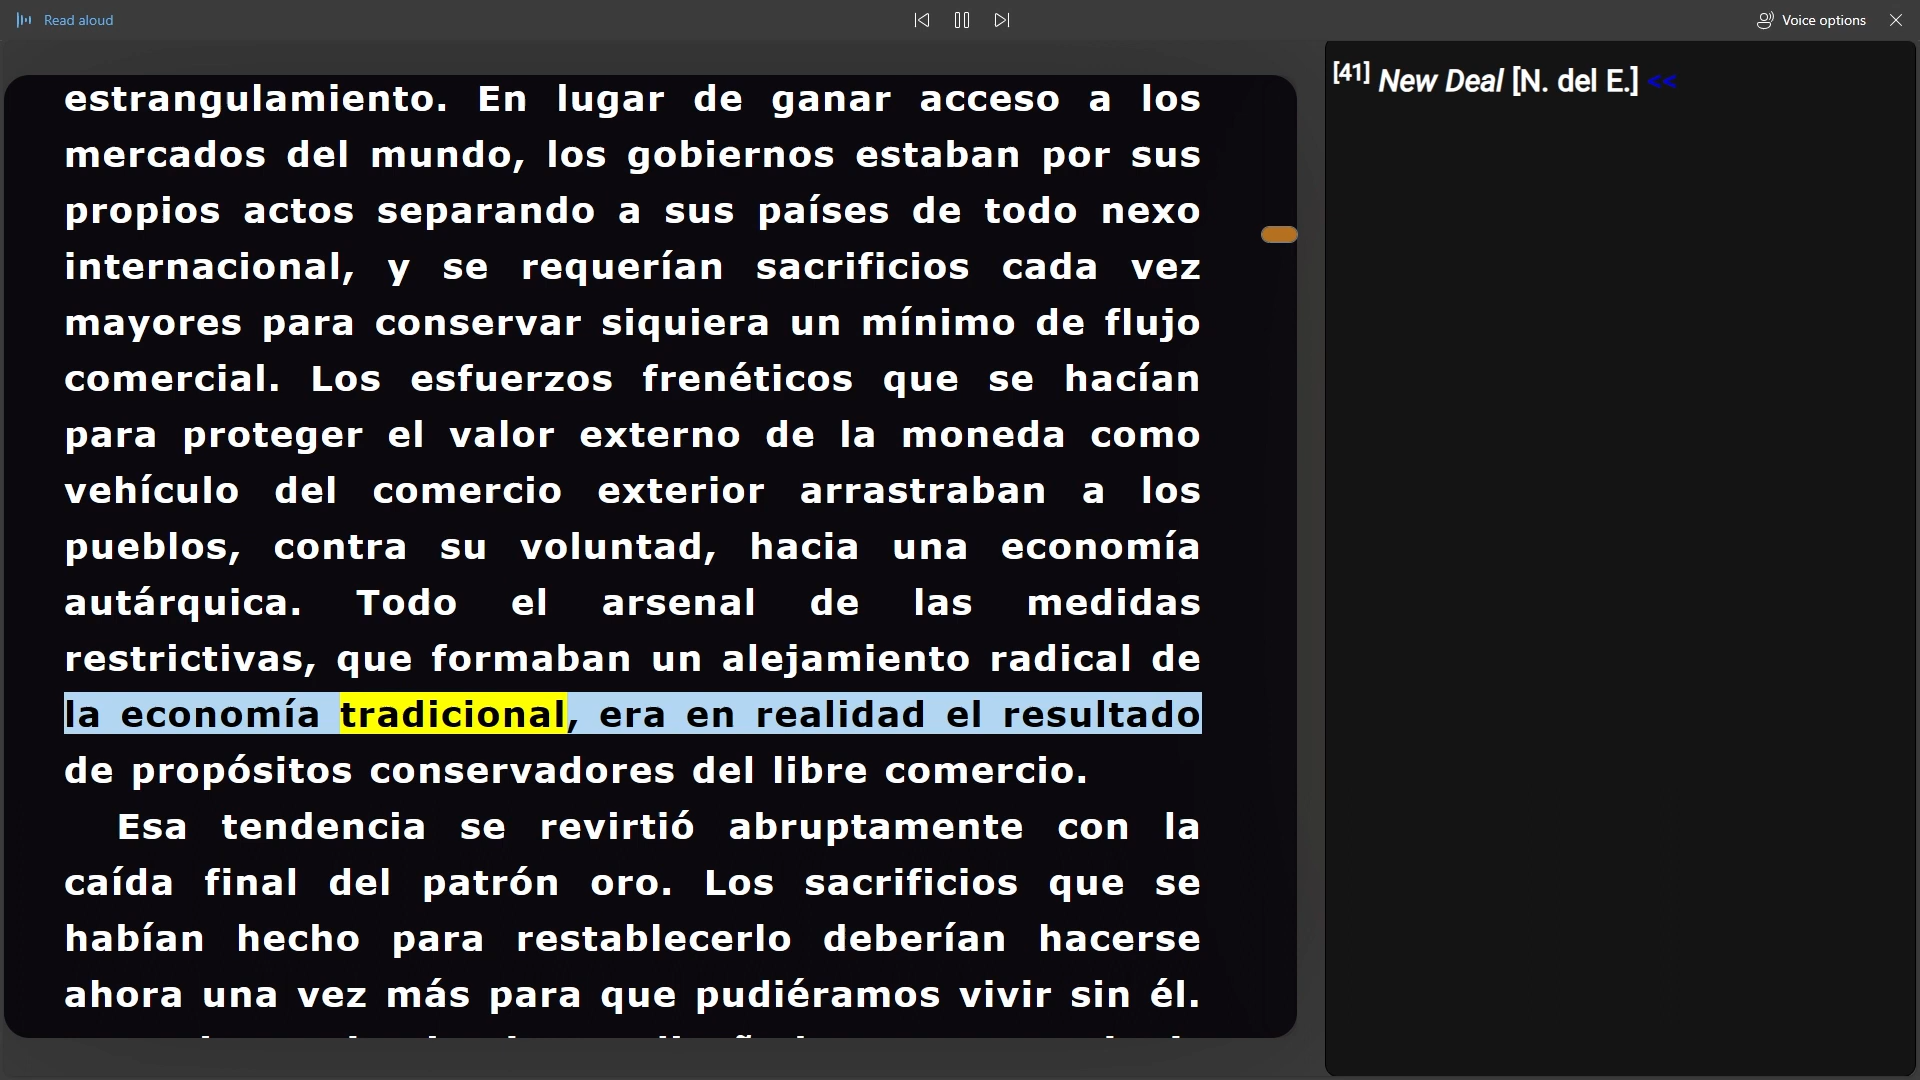 Read aloud
Voice options
estrangulamiento. En lugar de ganar acceso a los
mercados del mundo, los gobiernos estaban por sus
propios actos separando a sus países de todo nexo
internacional, y se requerían sacrificios cada vez
mayores para conservar siquiera un mínimo de flujo
comercial. Los esfuerzos frenéticos que se hacían
para proteger el valor externo de la moneda como
vehículo del comercio exterior arrastraban a los
pueblos, contra su voluntad, hacia una economía
autárquica. Todo el arsenal de las medidas
restrictivas, que formaban un alejamiento radical de
la economía tradicional, era en realidad el resultado
de propósitos conservadores del libre comercio.
Esa tendencia se revirtió abruptamente con la
caída final del patrón oro. Los sacrificios que se
habían hecho para restablecerlo deberían hacerse
ahora una vez más para que pudiéramos vivir sin él.
[41] New Deal [N. del E.] <<